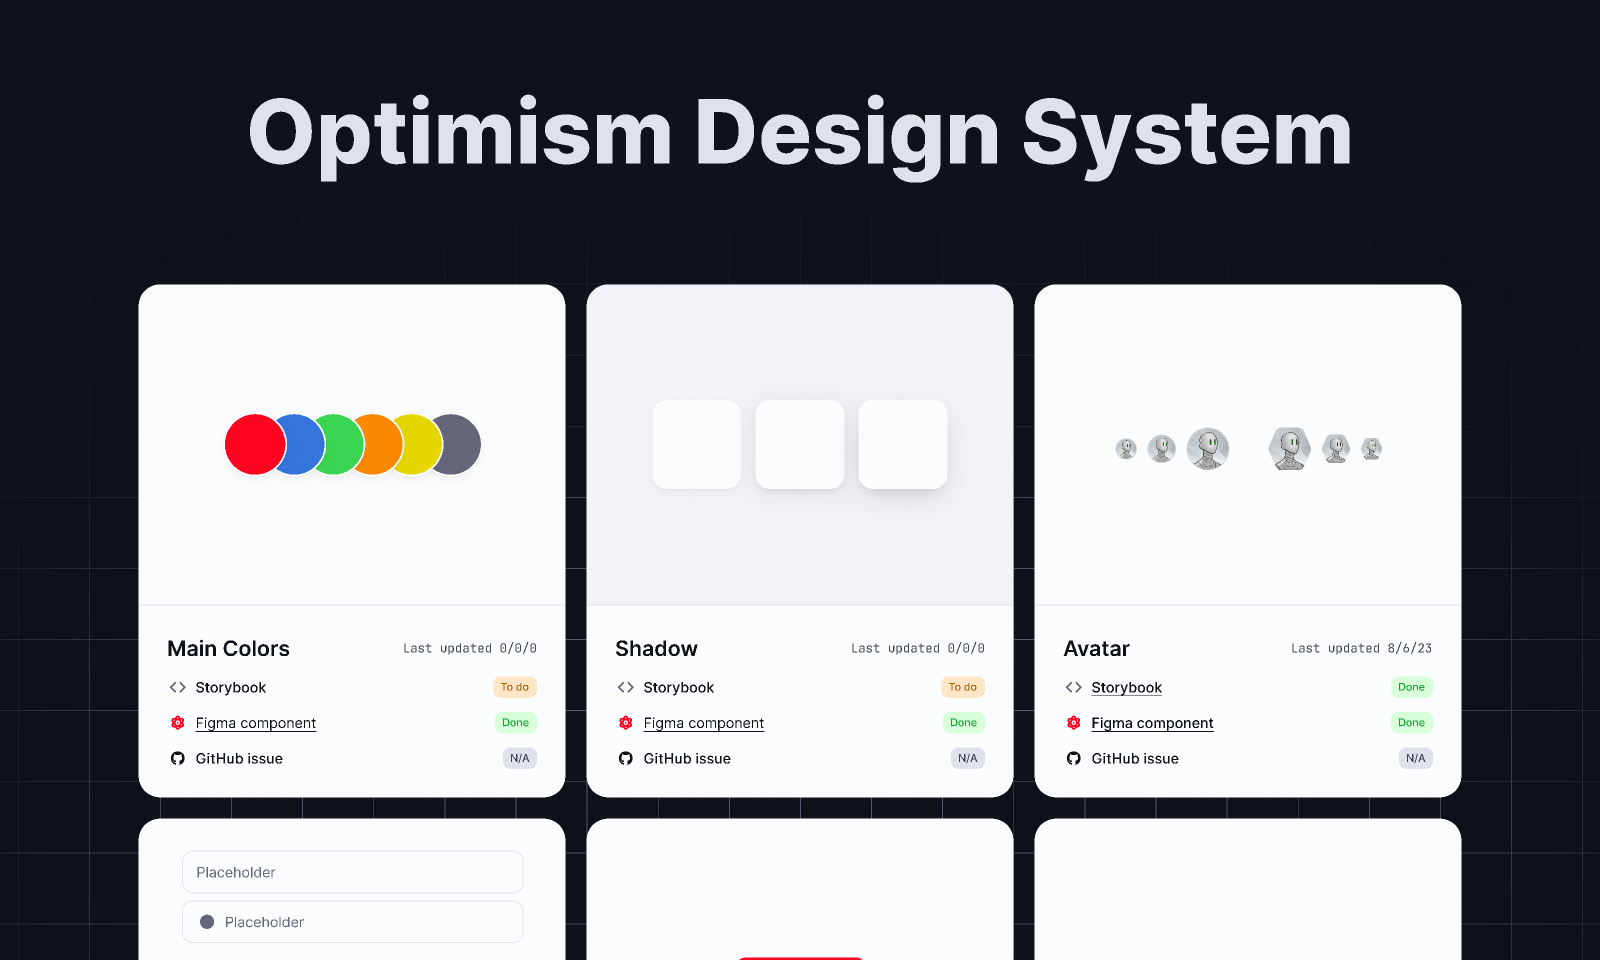 Optimism Design System
Main Colors Last updated 0/0/0
Storybook To do
Figma component Done
GitHub issue N/A
Shadow Last updated 0/0/0
Storybook To do
Figma component Done
GitHub issue N/A
Avatar Last updated 8/6/23
Storybook Done
Figma component Done
GitHub issue N/A
Placeholder
Placeholder